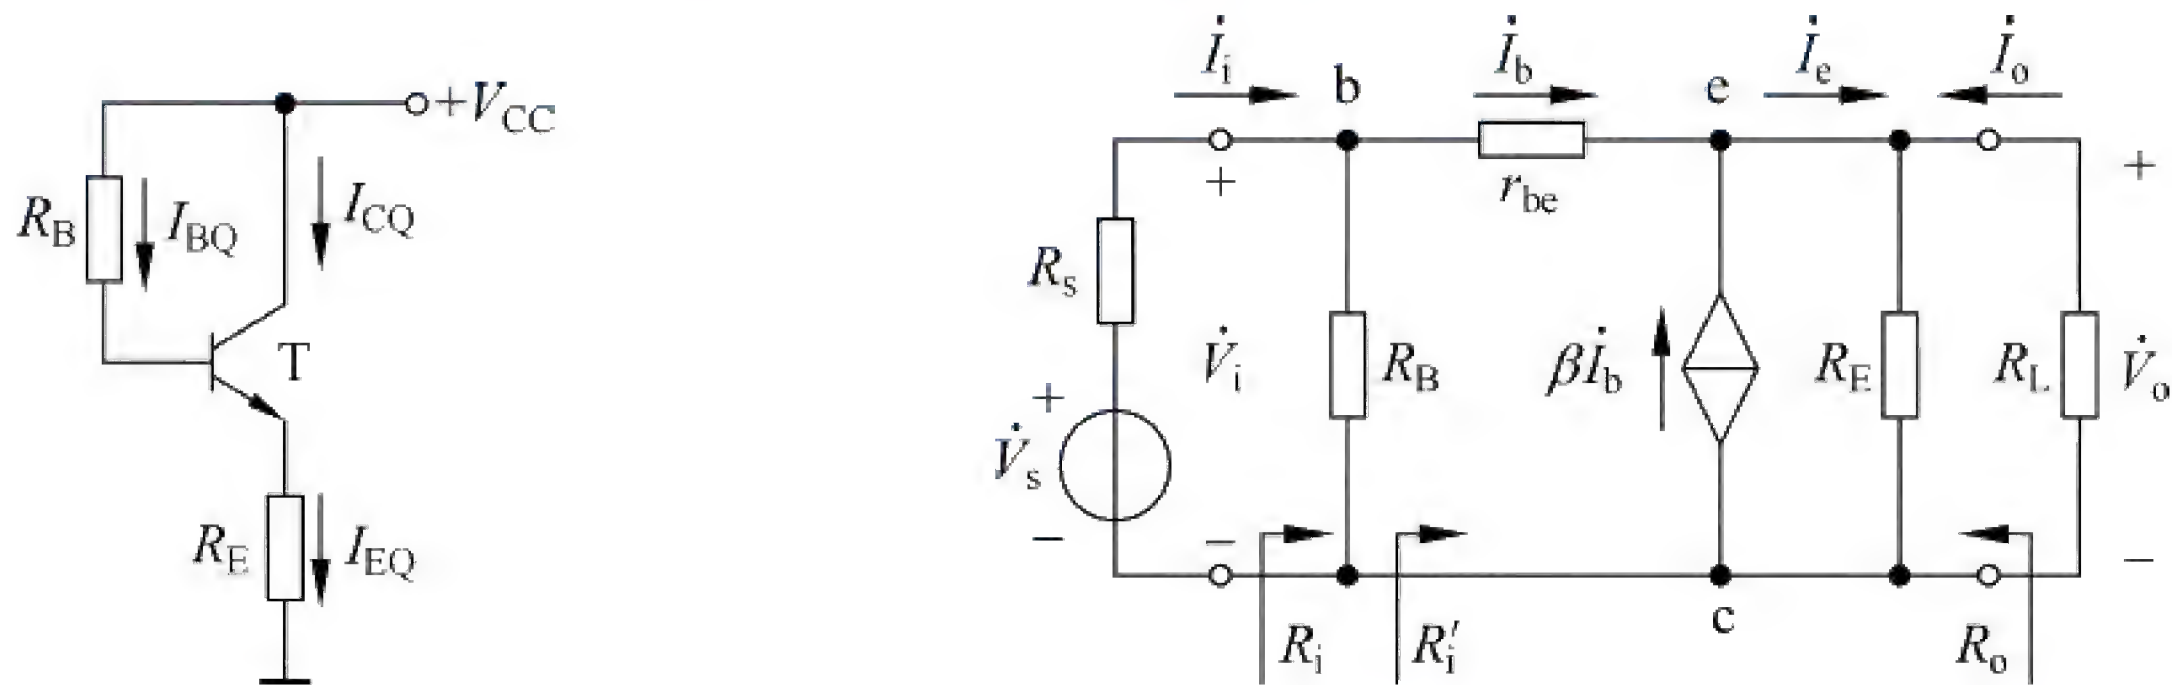 +V_CC
R_B
I_BQ
I_CQ
T
R_E
I_EQ
İ_i
b
İ_b
e
İ_e
İ_o
+
r_be
+
R_s
V̇_i
R_B
βİ_b
R_E
R_L
V̇_o
+
V̇_s
−
−
−
R_i
R′_i
c
R_o